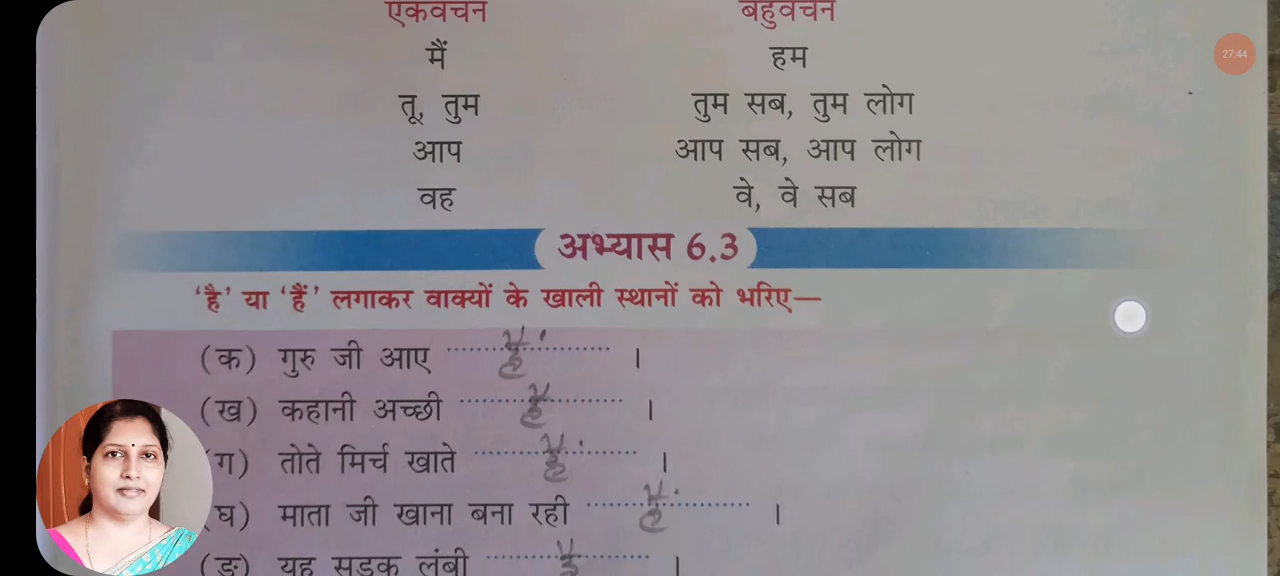 एकवचन बहुवचन
मैं हम
तू, तुम तुम सब, तुम लोग
आप आप सब, आप लोग
वह वे, वे सब
अभ्यास 6.3
'है' या 'हैं' लगाकर वाक्यों के खाली स्थानों को भरिए—
(क) गुरु जी आए हैं ।
(ख) कहानी अच्छी है ।
(ग) तोते मिर्च खाते हैं ।
(घ) माता जी खाना बना रही हैं ।
(ङ) यह सड़क लंबी है ।
27:44